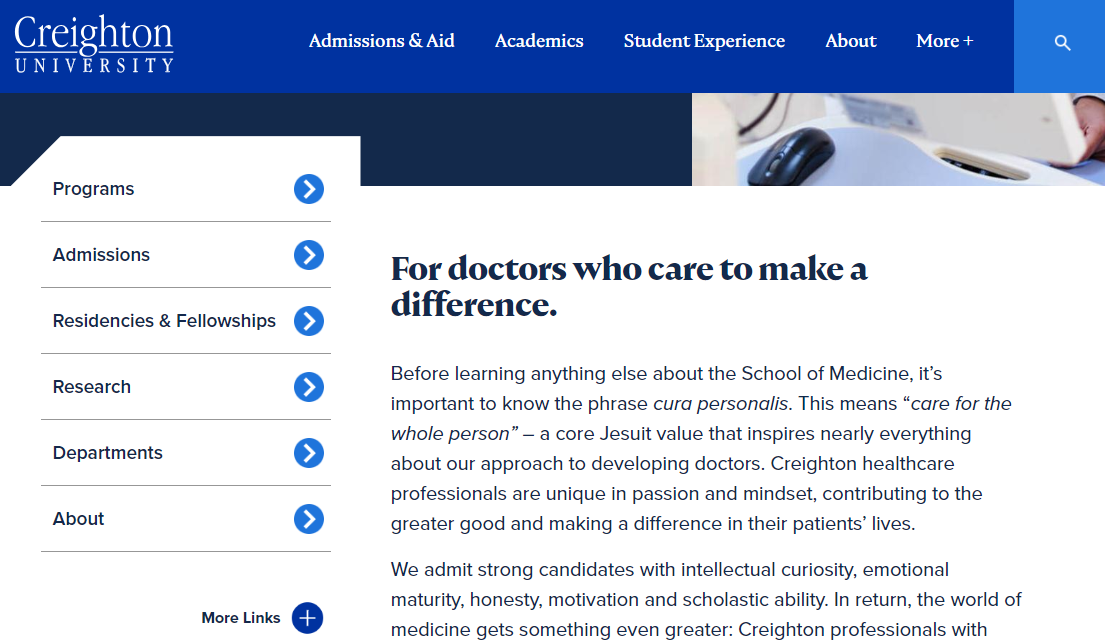 Creighton
UNIVERSITY
Admissions & Aid Academics Student Experience About More +
Programs
Admissions
Residencies & Fellowships
Research
Departments
About
More Links
For doctors who care to make a
difference.
Before learning anything else about the School of Medicine, it’s
important to know the phrase cura personalis. This means “care for the
whole person” – a core Jesuit value that inspires nearly everything
about our approach to developing doctors. Creighton healthcare
professionals are unique in passion and mindset, contributing to the
greater good and making a difference in their patients’ lives.
We admit strong candidates with intellectual curiosity, emotional
maturity, honesty, motivation and scholastic ability. In return, the world of
medicine gets something even greater: Creighton professionals with